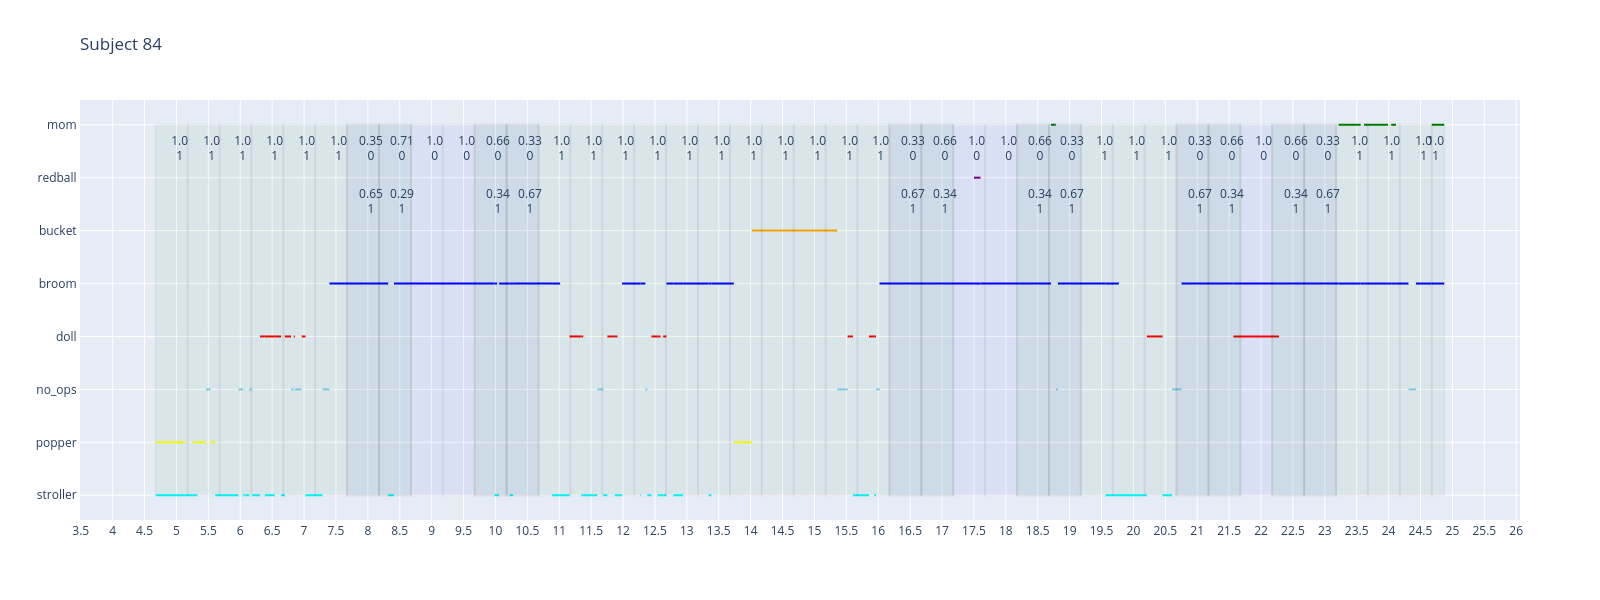 Subject 84
mom
1.0 1.0 1.0 1.0 1.0 1.0 0.35 0.71 1.0 1.0 0.66 0.33 1.0 1.0 1.0 1.0 1.0 1.0 1.0 1.0 1.0 1.0 1.0 0.33 0.66 1.0 1.0 0.66 0.33 1.0 1.0 1.0 0.33 0.66 1.0 0.66 0.33 1.0 1.0 1.0 1.0
1 1 1 1 1 1 0 0 0 0 0 0 1 1 1 1 1 1 1 1 1 1 1 0 0 0 0 0 0 1 1 1 0 0 0 0 0 1 1 1 1
redball
0.65 0.29 0.34 0.67 0.67 0.34 0.34 0.67 0.67 0.34 0.34 0.67
1 1 1 1 1 1 1 1 1 1 1 1
bucket
broom
doll
no_ops
popper
stroller
3.5 4 4.5 5 5.5 6 6.5 7 7.5 8 8.5 9 9.5 10 10.5 11 11.5 12 12.5 13 13.5 14 14.5 15 15.5 16 16.5 17 17.5 18 18.5 19 19.5 20 20.5 21 21.5 22 22.5 23 23.5 24 24.5 25 25.5 26